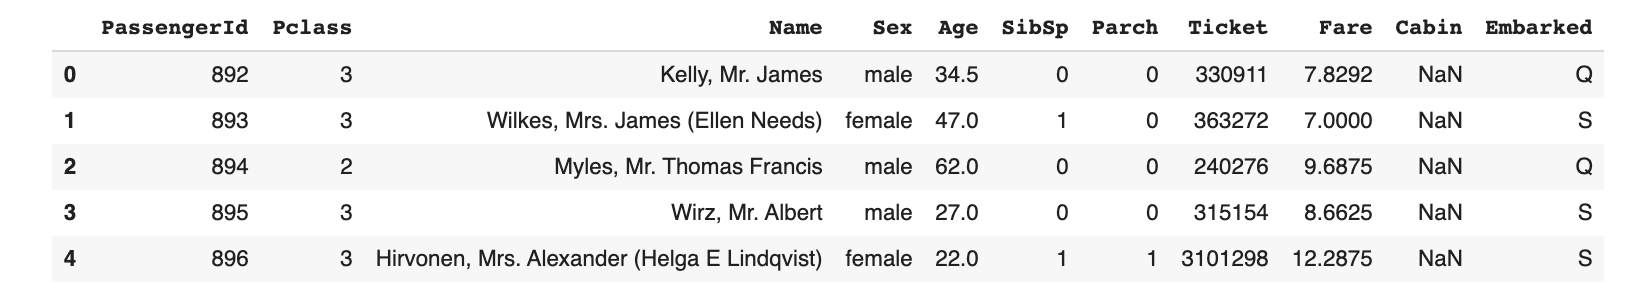 PassengerId Pclass Name Sex Age SibSp Parch Ticket Fare Cabin Embarked
0 892 3 Kelly, Mr. James male 34.5 0 0 330911 7.8292 NaN Q
1 893 3 Wilkes, Mrs. James (Ellen Needs) female 47.0 1 0 363272 7.0000 NaN S
2 894 2 Myles, Mr. Thomas Francis male 62.0 0 0 240276 9.6875 NaN Q
3 895 3 Wirz, Mr. Albert male 27.0 0 0 315154 8.6625 NaN S
4 896 3 Hirvonen, Mrs. Alexander (Helga E Lindqvist) female 22.0 1 1 3101298 12.2875 NaN S